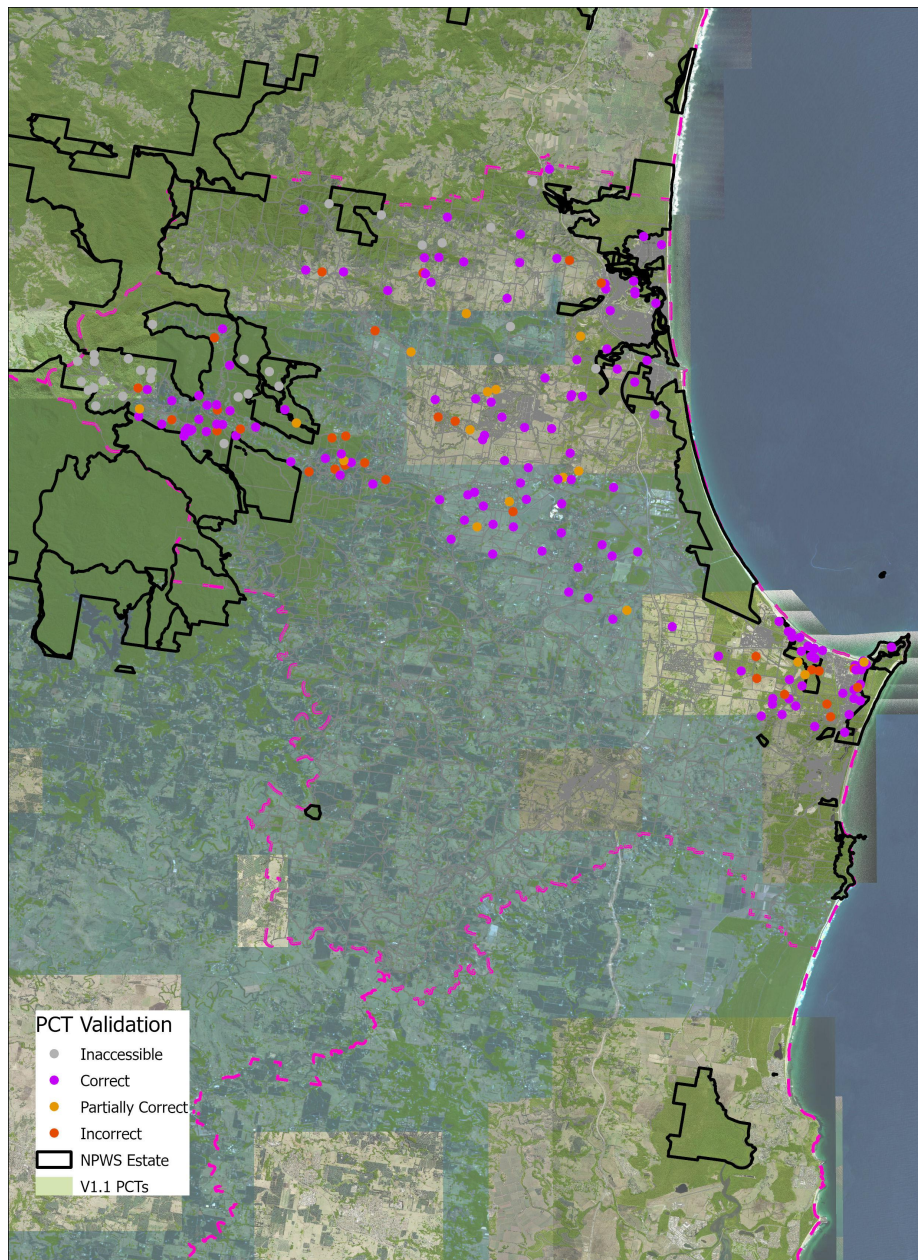 PCT Validation
Inaccessible
Correct
Partially Correct
Incorrect
NPWS Estate
V1.1 PCTs